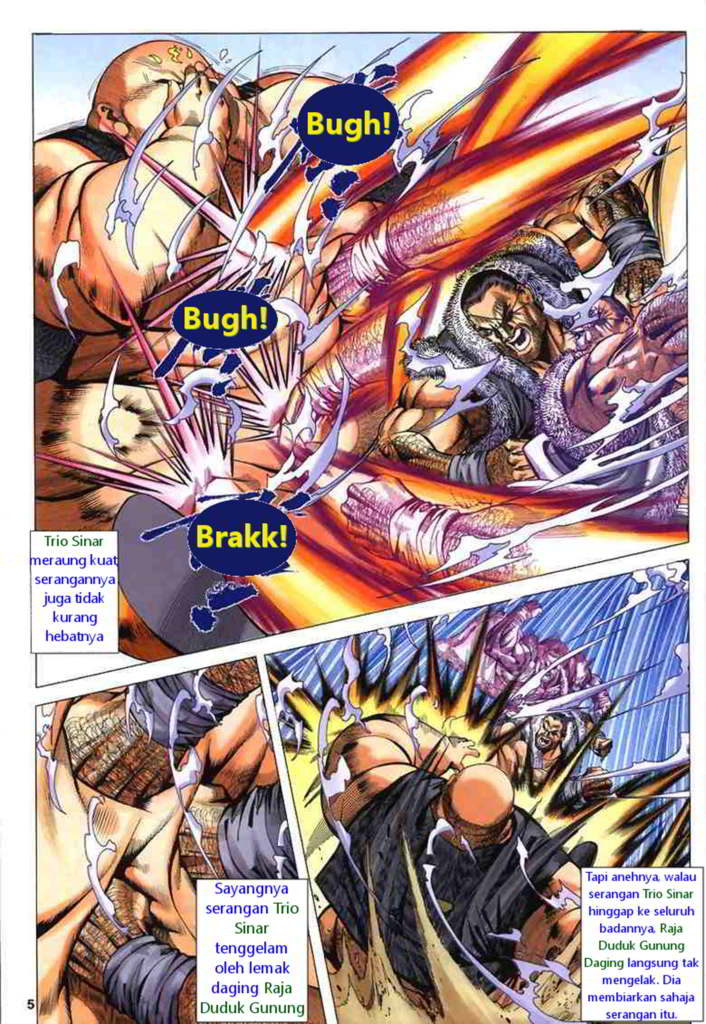 Bugh!
Bugh!
Brakk!
Trio Sinar
meraung kuat
serangannya
juga tidak
kurang
hebatnya
Sayangnya
serangan Trio
Sinar
tenggelam
oleh lemak
daging Raja
Duduk Gunung
Tapi anehnya, walau
serangan Trio Sinar
hinggap ke seluruh
badannya, Raja
Duduk Gunung
Daging langsung tak
mengelak. Dia
membiarkan sahaja
serangan itu.
5